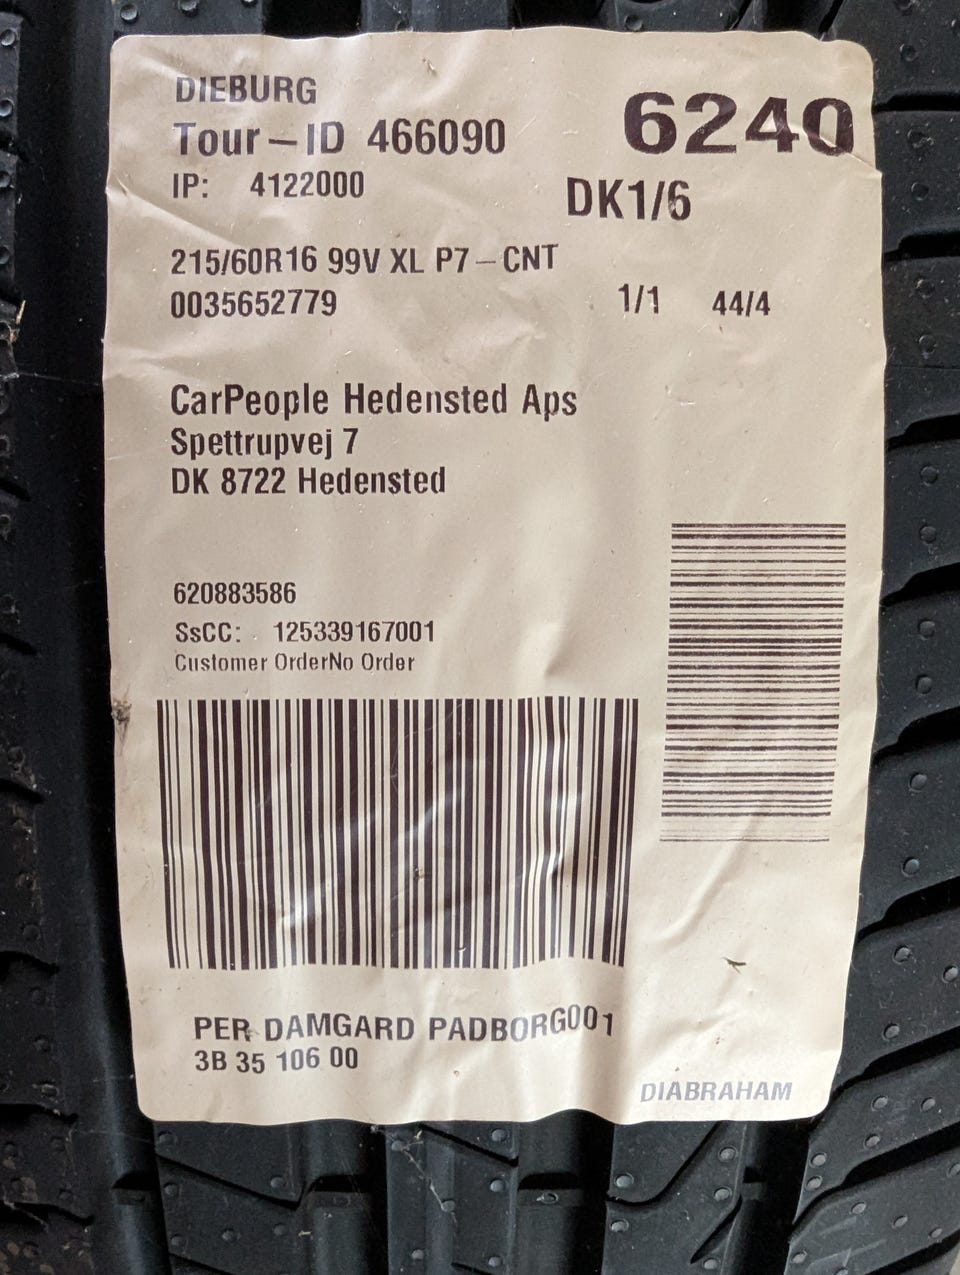 DIEBURG
Tour-ID 466090
6240
IP: 4122000
DK1/6
215/60R16 99V XL P7-CNT
0035652779 1/1 44/4
CarPeople Hedensted Aps
Spettrupvej 7
DK 8722 Hedensted
620883586
SsCC: 125339167001
Customer OrderNo Order
PER DAMGARD PADBORG001
3B 35 106 00
DIABRAHAM